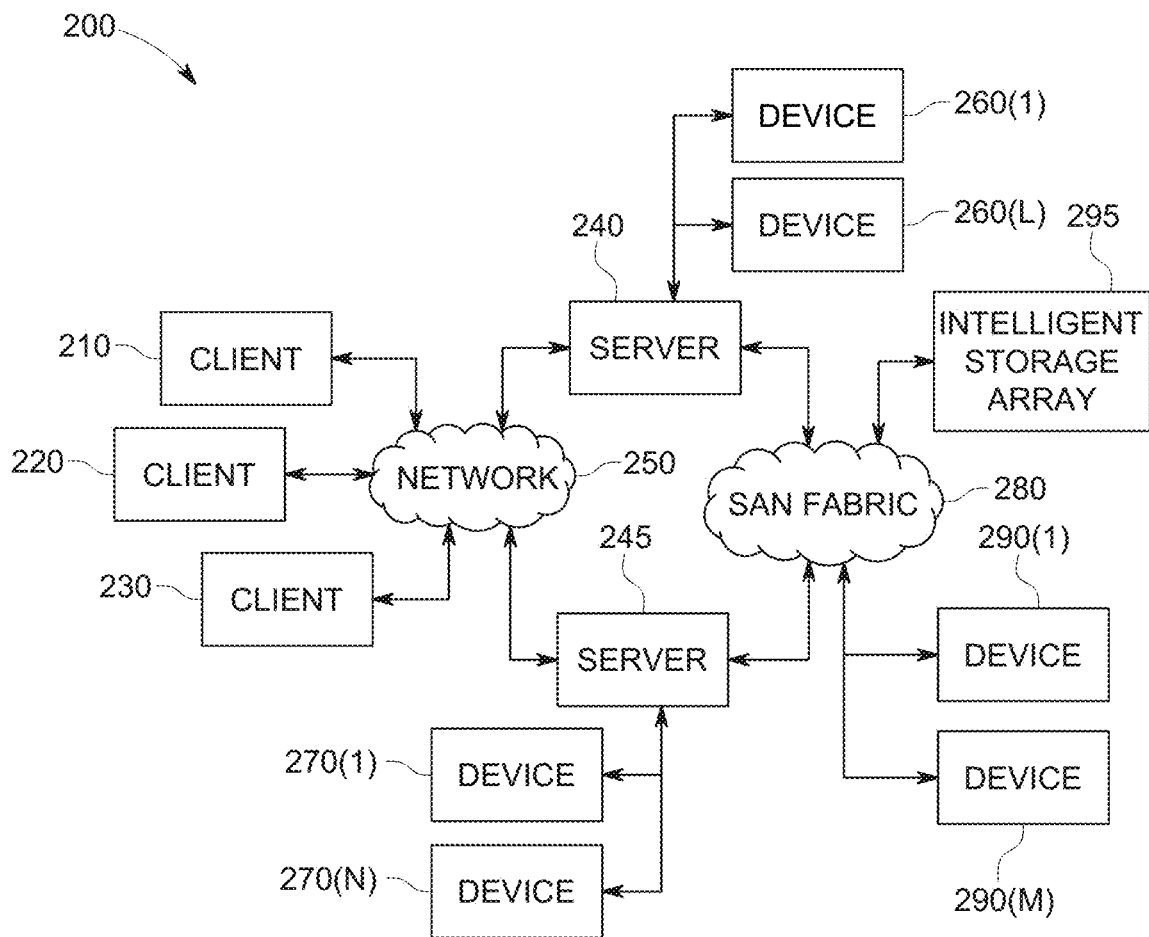 200
DEVICE
260(1)
DEVICE
260(L)
240
295
SERVER
INTELLIGENT
STORAGE
ARRAY
210
CLIENT
220
CLIENT
NETWORK
250
SAN FABRIC
280
230
CLIENT
245
SERVER
290(1)
DEVICE
270(1)
DEVICE
DEVICE
290(M)
270(N)
DEVICE